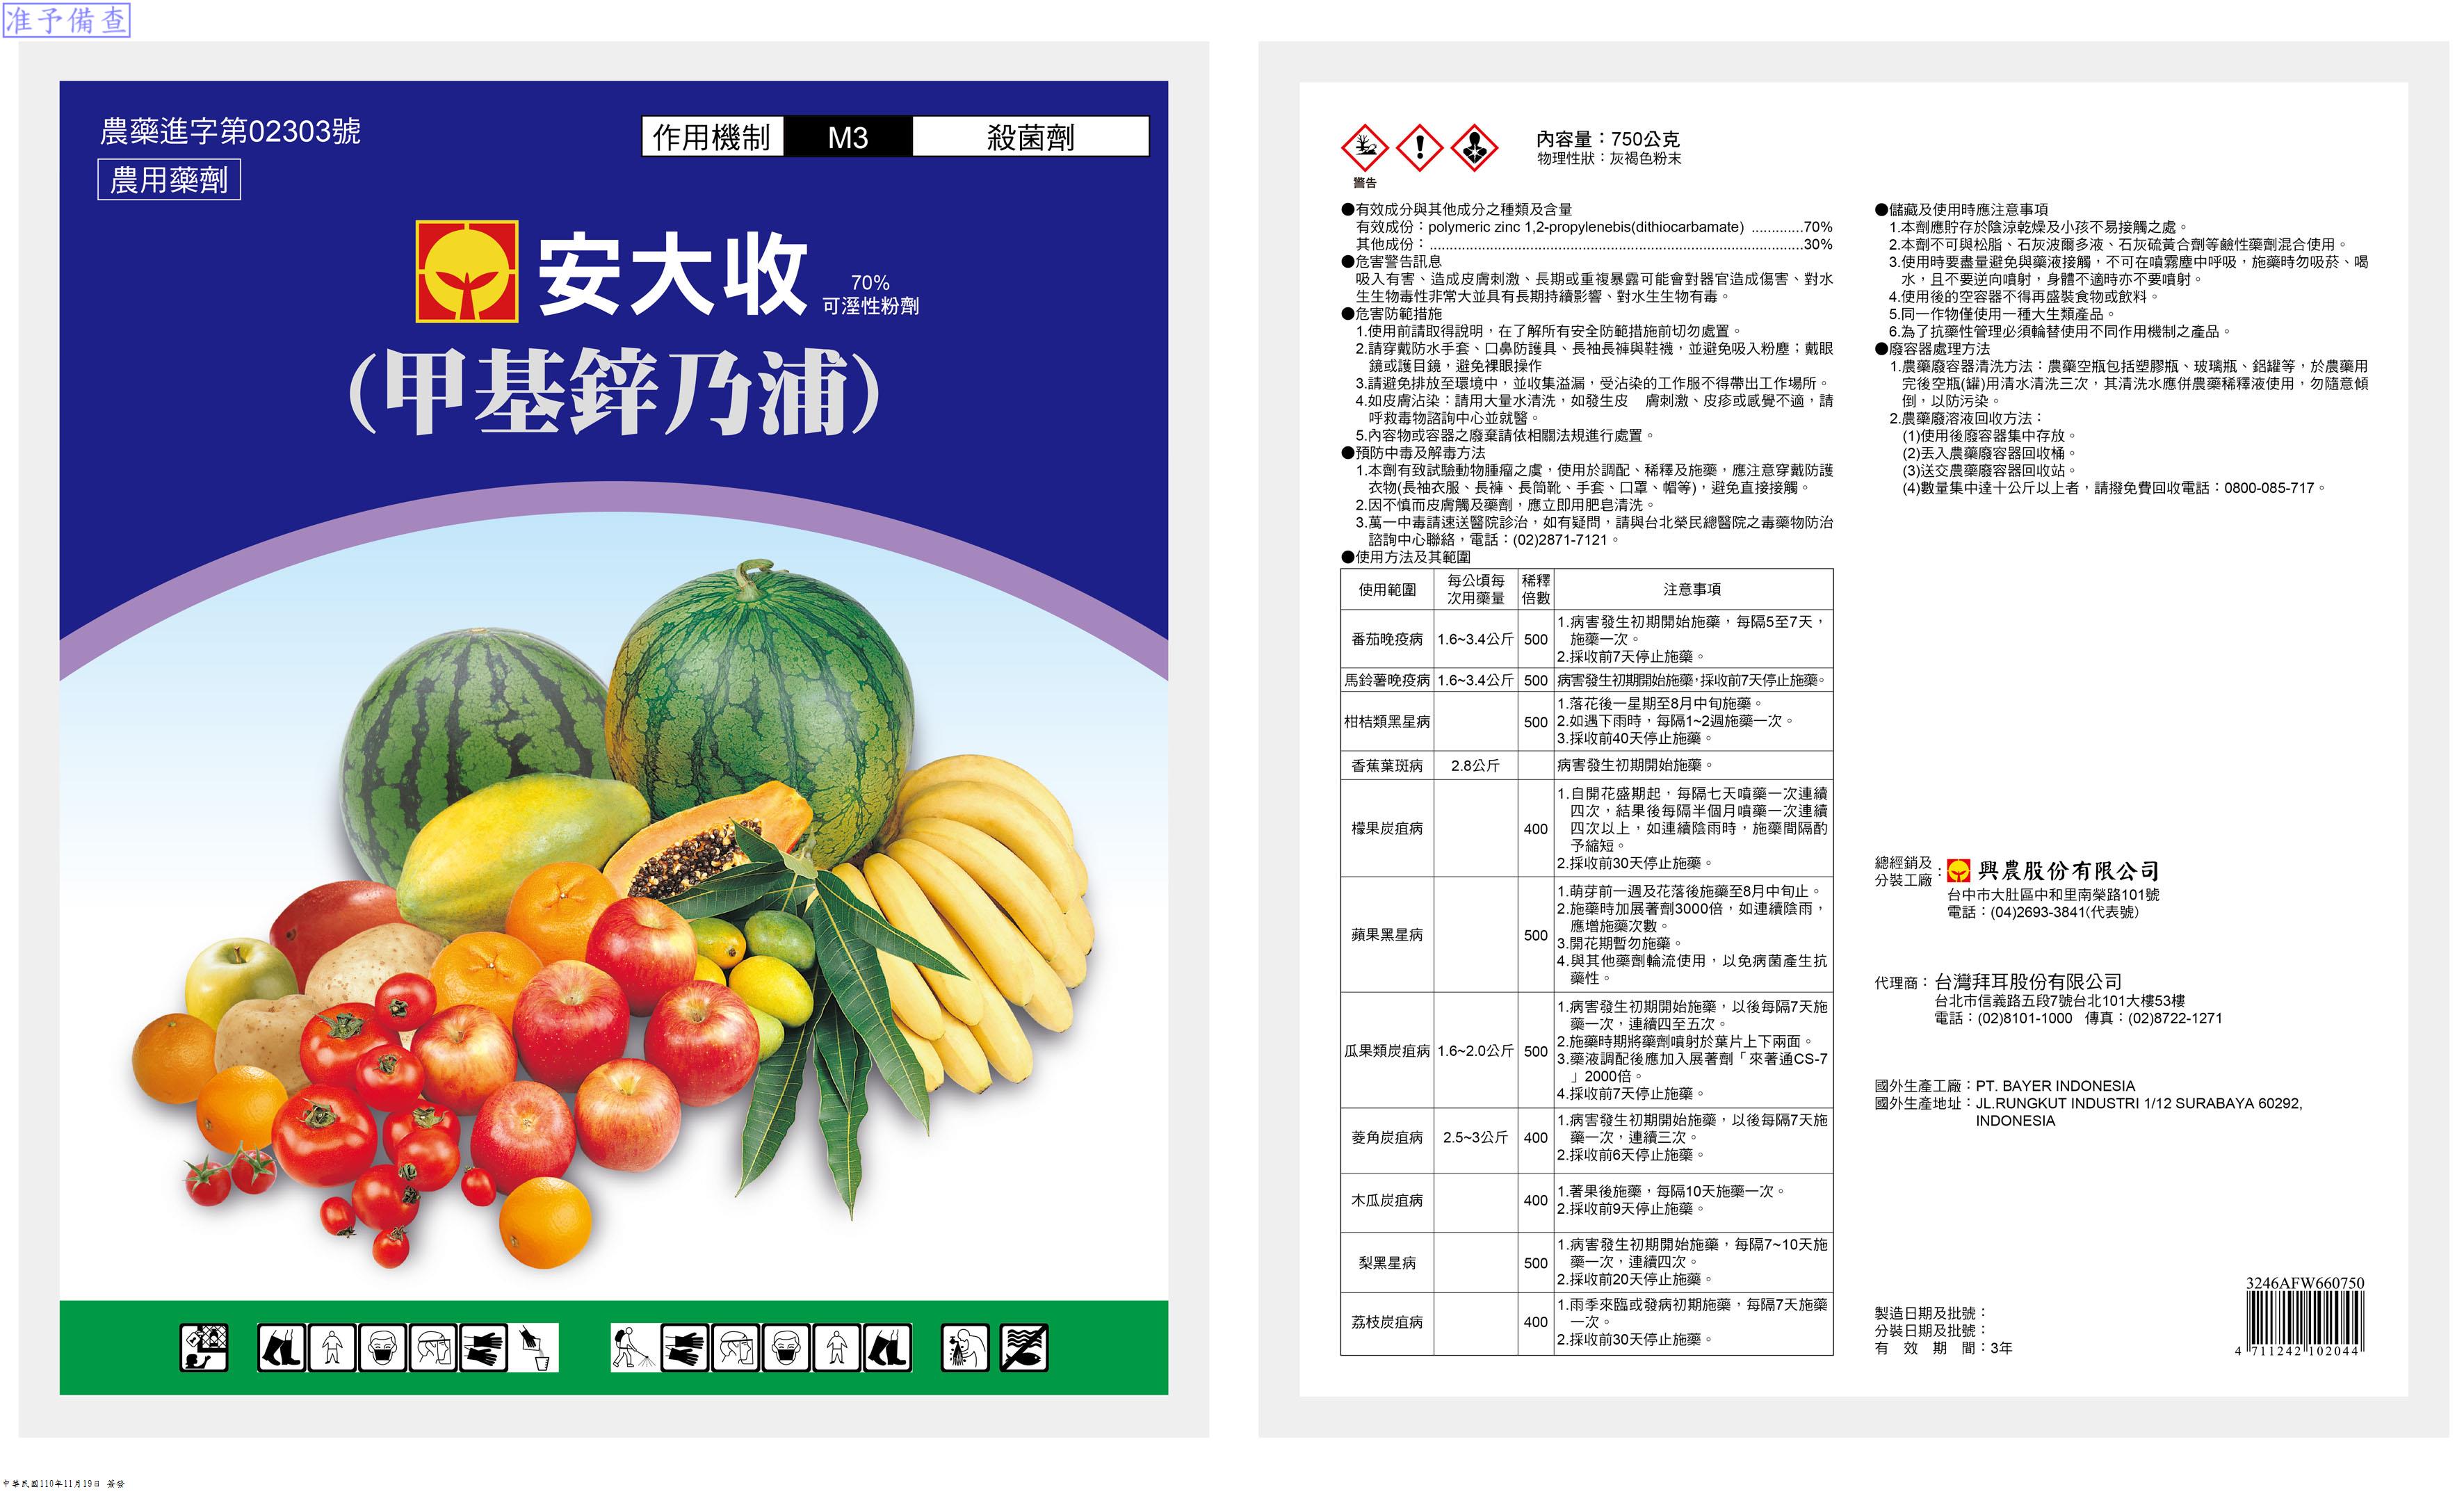 准予備查
農藥進字第02303號
農用藥劑
作用機制 M3 殺菌劑
安大收
70%
可溼性粉劑
(甲基鋅乃浦)
警告
內容量：750公克
物理性狀：灰褐色粉末
●有效成分與其他成分之種類及含量
有效成份：polymeric zinc 1,2-propylenebis(dithiocarbamate) .............70%
其他成份：.............................................................................................30%
●危害警告訊息
吸入有害、造成皮膚刺激、長期或重複暴露可能會對器官造成傷害、對水
生生物毒性非常大並具有長期持續影響、對水生生物有毒。
●危害防範措施
1.使用前請取得說明，在了解所有安全防範措施前切勿處置。
2.請穿戴防水手套、口鼻防護具、長袖長褲與鞋襪，並避免吸入粉塵；戴眼
鏡或護目鏡，避免裸眼操作
3.請避免排放至環境中，並收集溢漏，受沾染的工作服不得帶出工作場所。
4.如皮膚沾染：請用大量水清洗，如發生皮　膚刺激、皮疹或感覺不適，請
呼救毒物諮詢中心並就醫。
5.內容物或容器之廢棄請依相關法規進行處置。
●預防中毒及解毒方法
1.本劑有致試驗動物腫瘤之虞，使用於調配、稀釋及施藥，應注意穿戴防護
衣物(長袖衣服、長褲、長筒靴、手套、口罩、帽等)，避免直接接觸。
2.因不慎而皮膚觸及藥劑，應立即用肥皂清洗。
3.萬一中毒請速送醫院診治，如有疑問，請與台北榮民總醫院之毒藥物防治
諮詢中心聯絡，電話：(02)2871-7121。
●使用方法及其範圍
使用範圍 每公頃每 稀釋 注意事項
次用藥量 倍數
番茄晚疫病 1.6~3.4公斤 500 1.病害發生初期開始施藥，每隔5至7天，
施藥一次。
2.採收前7天停止施藥。
馬鈴薯晚疫病 1.6~3.4公斤 500 病害發生初期開始施藥，採收前7天停止施藥。
柑桔類黑星病 500 1.落花後一星期至8月中旬施藥。
2.如遇下雨時，每隔1~2週施藥一次。
3.採收前40天停止施藥。
香蕉葉斑病 2.8公斤 病害發生初期開始施藥。
檬果炭疽病 400 1.自開花盛期起，每隔七天噴藥一次連續
四次，結果後每隔半個月噴藥一次連續
四次以上，如連續陰雨時，施藥間隔酌
予縮短。
2.採收前30天停止施藥。
蘋果黑星病 500 1.萌芽前一週及花落後施藥至8月中旬止。
2.施藥時加展著劑3000倍，如連續陰雨，
應增施藥次數。
3.開花期暫勿施藥。
4.與其他藥劑輪流使用，以免病菌產生抗
藥性。
瓜果類炭疽病 1.6~2.0公斤 500 1.病害發生初期開始施藥，以後每隔7天施
藥一次，連續四至五次。
2.施藥時期將藥劑噴射於葉片上下兩面。
3.藥液調配後應加入展著劑「來著通CS-7
」2000倍。
4.採收前7天停止施藥。
菱角炭疽病 2.5~3公斤 400 1.病害發生初期開始施藥，以後每隔7天施
藥一次，連續三次。
2.採收前6天停止施藥。
木瓜炭疽病 400 1.著果後施藥，每隔10天施藥一次。
2.採收前9天停止施藥。
梨黑星病 500 1.病害發生初期開始施藥，每隔7~10天施
藥一次，連續四次。
2.採收前20天停止施藥。
荔枝炭疽病 400 1.雨季來臨或發病初期施藥，每隔7天施藥
一次。
2.採收前30天停止施藥。
●儲藏及使用時應注意事項
1.本劑應貯存於陰涼乾燥及小孩不易接觸之處。
2.本劑不可與松脂、石灰波爾多液、石灰硫黃合劑等鹼性藥劑混合使用。
3.使用時要盡量避免與藥液接觸，不可在噴霧塵中呼吸，施藥時勿吸菸、喝
水，且不要逆向噴射，身體不適時亦不要噴射。
4.使用後的空容器不得再盛裝食物或飲料。
5.同一作物僅使用一種大生類產品。
6.為了抗藥性管理必須輪替使用不同作用機制之產品。
●廢容器處理方法
1.農藥廢容器清洗方法：農藥空瓶包括塑膠瓶、玻璃瓶、鋁罐等，於農藥用
完後空瓶(罐)用清水清洗三次，其清洗水應併農藥稀釋液使用，勿隨意傾
倒，以防污染。
2.農藥廢溶液回收方法：
(1)使用後廢容器集中存放。
(2)丟入農藥廢容器回收桶。
(3)送交農藥廢容器回收站。
(4)數量集中達十公斤以上者，請撥免費回收電話：0800-085-717。
總經銷及
分裝工廠：興農股份有限公司
台中市大肚區中和里南榮路101號
電話：(04)2693-3841(代表號)
代理商：台灣拜耳股份有限公司
台北市信義路五段7號台北101大樓53樓
電話：(02)8101-1000 傳真：(02)8722-1271
國外生產工廠：PT. BAYER INDONESIA
國外生產地址：JL.RUNGKUT INDUSTRI 1/12 SURABAYA 60292,
INDONESIA
製造日期及批號：
分裝日期及批號：
有 效 期 間：3年
3246AFW660750
4 711242 102044
中華民國110年11月19日 簽發